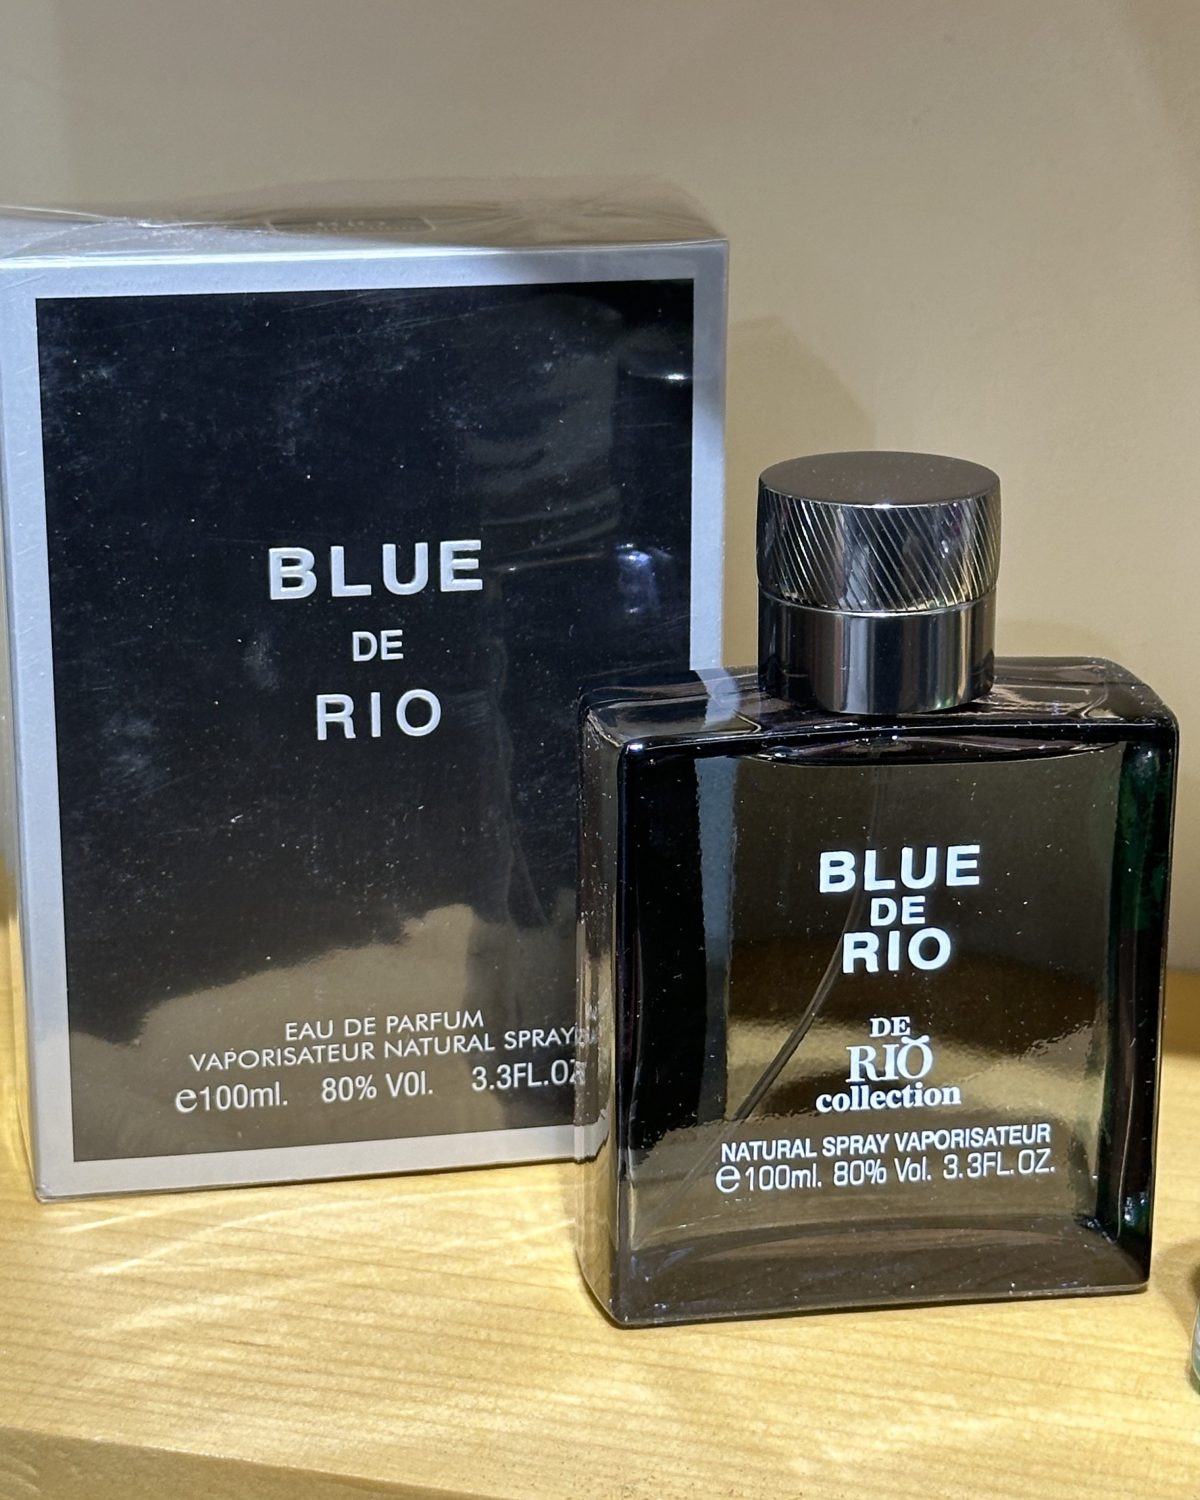 BLUE
DE
RIO
EAU DE PARFUM
VAPORISATEUR NATURAL SPRAY
e100ml. 80% V0l. 3.3FL.OZ
BLUE
DE
RIO
DE
RIO
collection
NATURAL SPRAY VAPORISATEUR
e100ml. 80% Vol. 3.3FL.OZ.